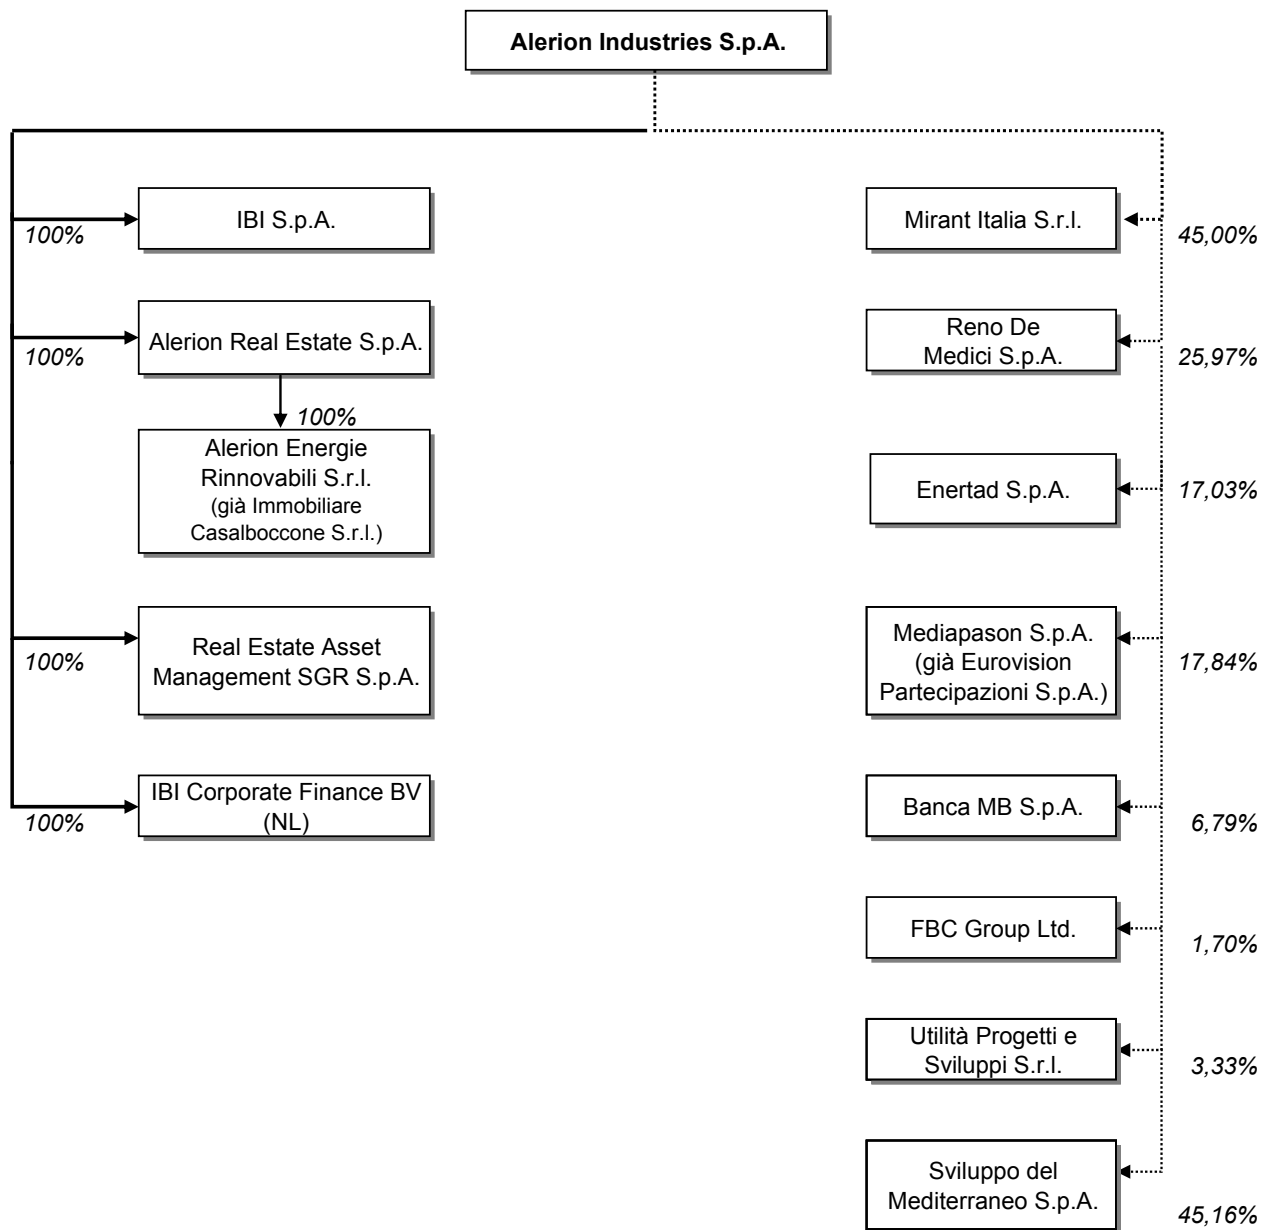 Alerion Industries S.p.A.
IBI S.p.A.
100%
Alerion Real Estate S.p.A.
100%
100%
Alerion Energie
Rinnovabili S.r.l.
(già Immobiliare
Casalboccone S.r.l.)
Real Estate Asset
Management SGR S.p.A.
100%
IBI Corporate Finance BV
(NL)
100%
Mirant Italia S.r.l.
45,00%
Reno De
Medici S.p.A.
25,97%
Enertad S.p.A.
17,03%
Mediapason S.p.A.
(già Eurovision
Partecipazioni S.p.A.)
17,84%
Banca MB S.p.A.
6,79%
FBC Group Ltd.
1,70%
Utilità Progetti e
Sviluppi S.r.l.
3,33%
Sviluppo del
Mediterraneo S.p.A.
45,16%